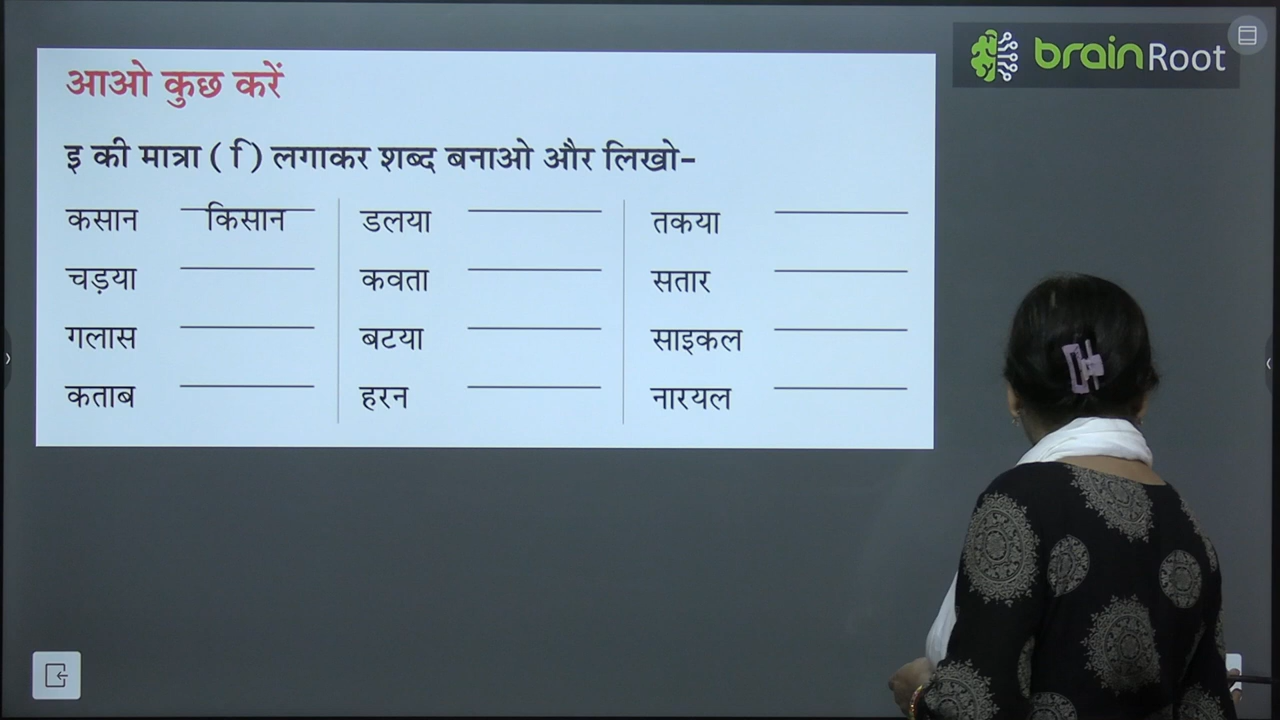 brainRoot
आओ कुछ करें
इ की मात्रा ( ि ) लगाकर शब्द बनाओ और लिखो-
कसान किसान डलया तकया
चड़या कवता सतार
गलास बटया साइकल
कताब हरन नारयल